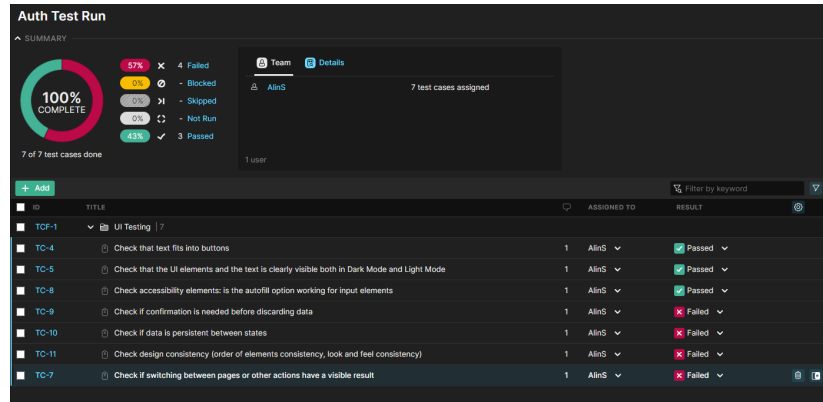 Auth Test Run
SUMMARY
100%
COMPLETE
7 of 7 test cases done
57% 4 Failed
0% - Blocked
0% - Skipped
0% - Not Run
43% 3 Passed
Team Details
AlinS 7 test cases assigned
1 user
+ Add Filter by keyword
ID TITLE ASSIGNED TO RESULT
TCF-1 UI Testing | 7
TC-4 Check that text fits into buttons 1 AlinS Passed
TC-5 Check that the UI elements and the text is clearly visible both in Dark Mode and Light Mode 1 AlinS Passed
TC-8 Check accessibility elements: is the autofill option working for input elements 1 AlinS Passed
TC-9 Check if confirmation is needed before discarding data 1 AlinS Failed
TC-10 Check if data is persistent between states 1 AlinS Failed
TC-11 Check design consistency (order of elements consistency, look and feel consistency) 1 AlinS Failed
TC-7 Check if switching between pages or other actions have a visible result 1 AlinS Failed